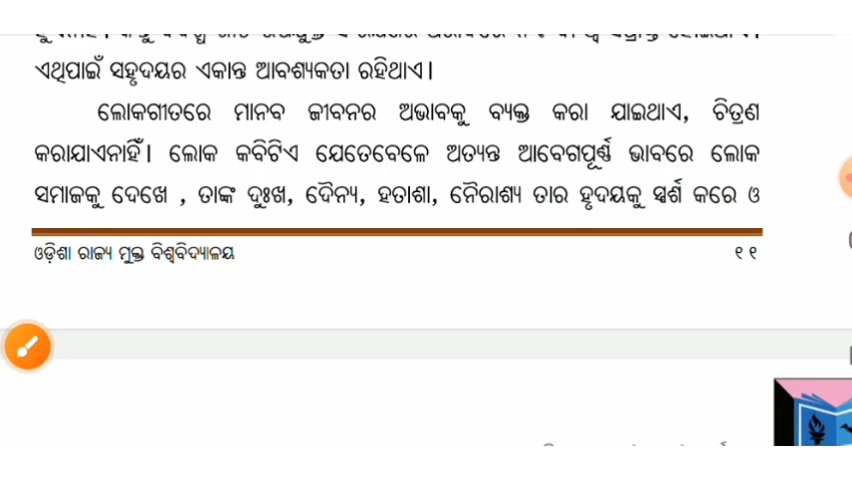 ଏଥିପାଇଁ ସହୃଦୟର ଏକାନ୍ତ ଆବଶ୍ୟକତା ରହିଥାଏ।
ଲୋକଗୀତରେ ମାନବ ଜୀବନର ଅଭାବକୁ ବ୍ୟକ୍ତ କରା ଯାଇଥାଏ, ଚିତ୍ରଣ
କରାଯାଏନାହିଁ। ଲୋକ କବିଟିଏ ଯେତେବେଳେ ଅତ୍ୟନ୍ତ ଆବେଗପୂର୍ଣ୍ଣ ଭାବରେ ଲୋକ
ସମାଜକୁ ଦେଖେ , ତାଙ୍କ ଦୁଃଖ, ଦୈନ୍ୟ, ହତାଶା, ନୈରାଶ୍ୟ ତାର ହୃଦୟକୁ ସ୍ପର୍ଶ କରେ ଓ
ଓଡ଼ିଶା ରାଜ୍ୟ ମୁକ୍ତ ବିଶ୍ୱବିଦ୍ୟାଳୟ ୧୧